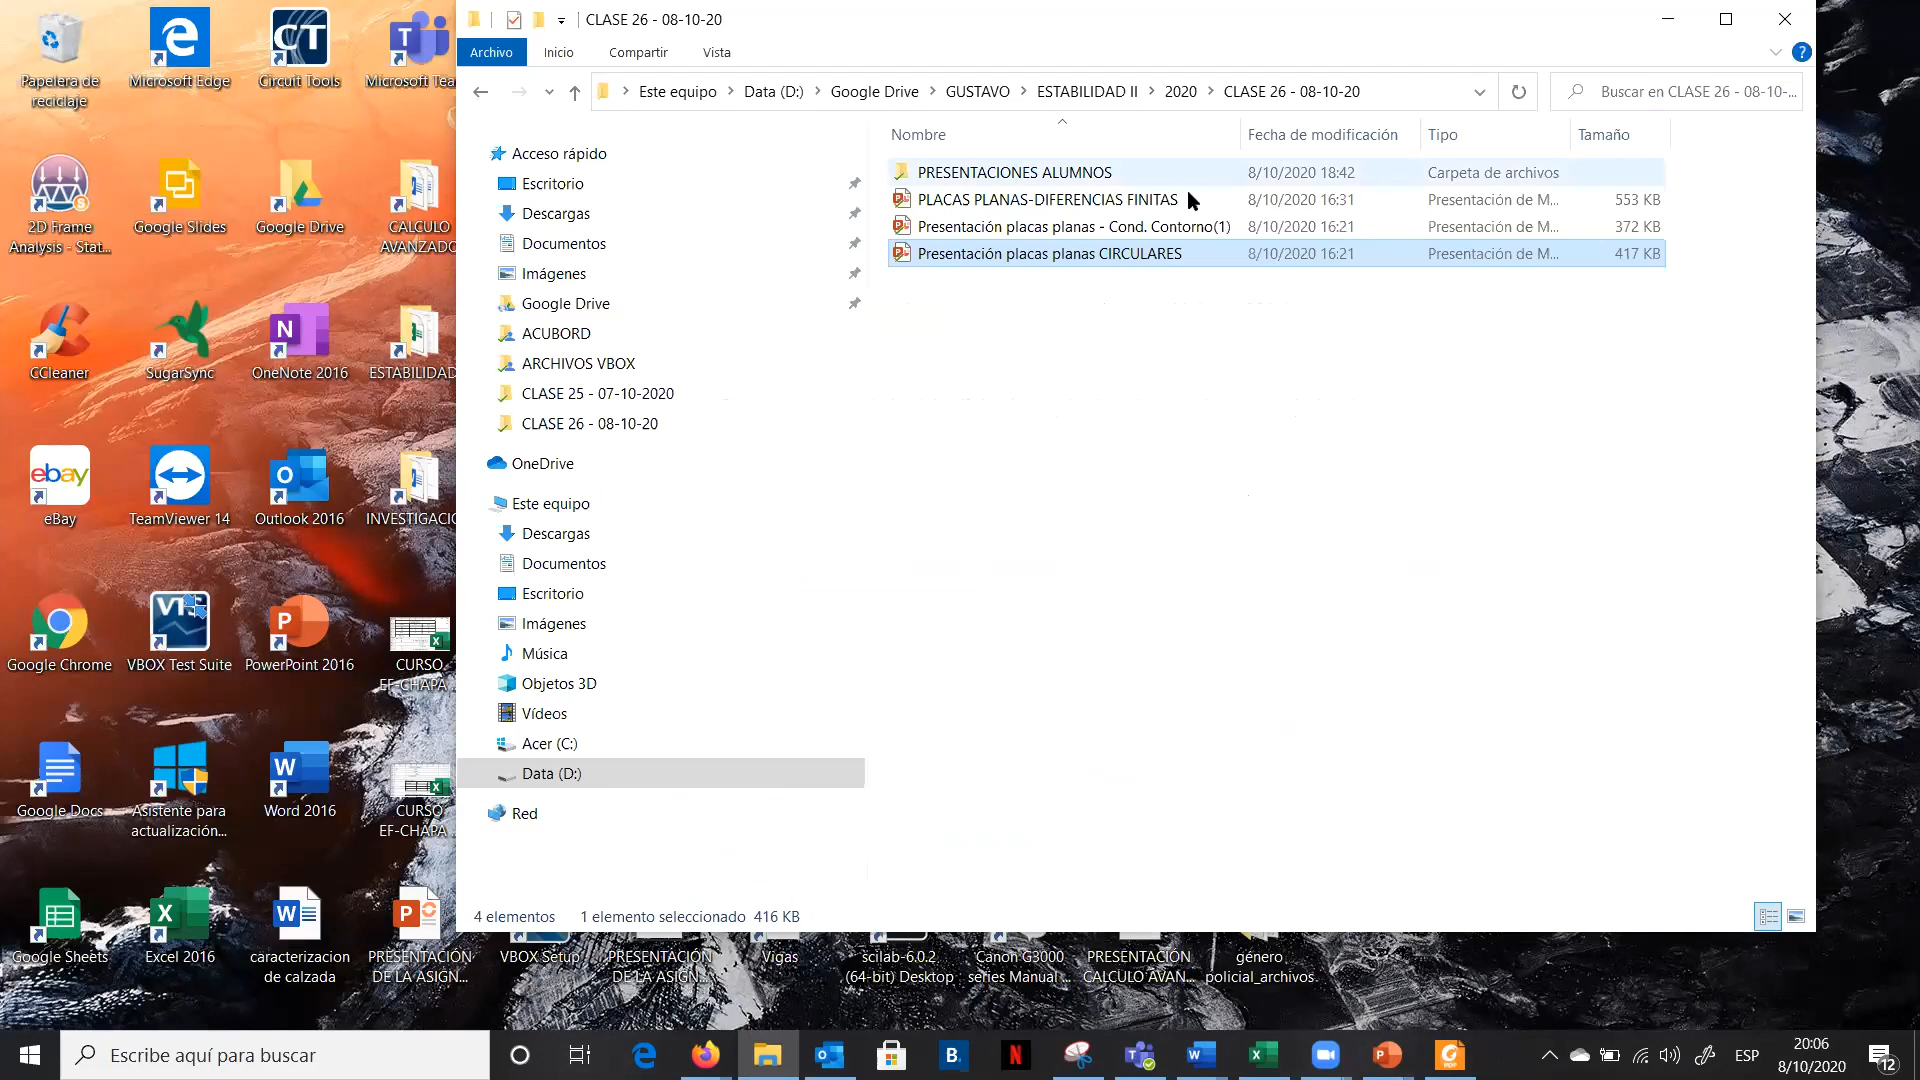 CLASE 26 - 08-10-20
Archivo Inicio Compartir Vista
Este equipo Data (D:) Google Drive GUSTAVO ESTABILIDAD II 2020 CLASE 26 - 08-10-20
Buscar en CLASE 26 - 08-10-...
Nombre Fecha de modificación Tipo Tamaño
PRESENTACIONES ALUMNOS 8/10/2020 18:42 Carpeta de archivos
PLACAS PLANAS-DIFERENCIAS FINITAS 8/10/2020 16:31 Presentación de M... 553 KB
Presentación placas planas - Cond. Contorno(1) 8/10/2020 16:21 Presentación de M... 372 KB
Presentación placas planas CIRCULARES 8/10/2020 16:21 Presentación de M... 417 KB
Acceso rápido
Escritorio
Descargas
Documentos
Imágenes
Google Drive
ACUBORD
ARCHIVOS VBOX
CLASE 25 - 07-10-2020
CLASE 26 - 08-10-20
OneDrive
Este equipo
Descargas
Documentos
Escritorio
Imágenes
Música
Objetos 3D
Vídeos
Acer (C:)
Data (D:)
Red
4 elementos 1 elemento seleccionado 416 KB
Papelera de
reciclaje
Microsoft Edge
CT
Circuit Tools
Microsoft Tea
2D Frame
Analysis - Stat...
Google Slides
Google Drive
CALCULO
AVANZADO
CCleaner
SugarSync
OneNote 2016
ESTABILIDAD
ebay
eBay
TeamViewer 14
Outlook 2016
INVESTIGACIO
Google Chrome
VBOX Test Suite
PowerPoint 2016
CURSO
EF-CHAPA
Google Docs
Asistente para
actualización...
Word 2016
CURSO
EF-CHAPA
Google Sheets
Excel 2016
caracterizacion
de calzada
PRESENTACIÓN
DE LA ASIGN...
VBOX Setup
PRESENTACIÓN
DE LA ASIGN...
Vigas
scilab-6.0.2
(64-bit) Desktop
Canon G3000
series Manual ...
PRESENTACIÓN
CALCULO AVAN...
género
policial_archivos
Escribe aquí para buscar
ESP
20:06
8/10/2020
12